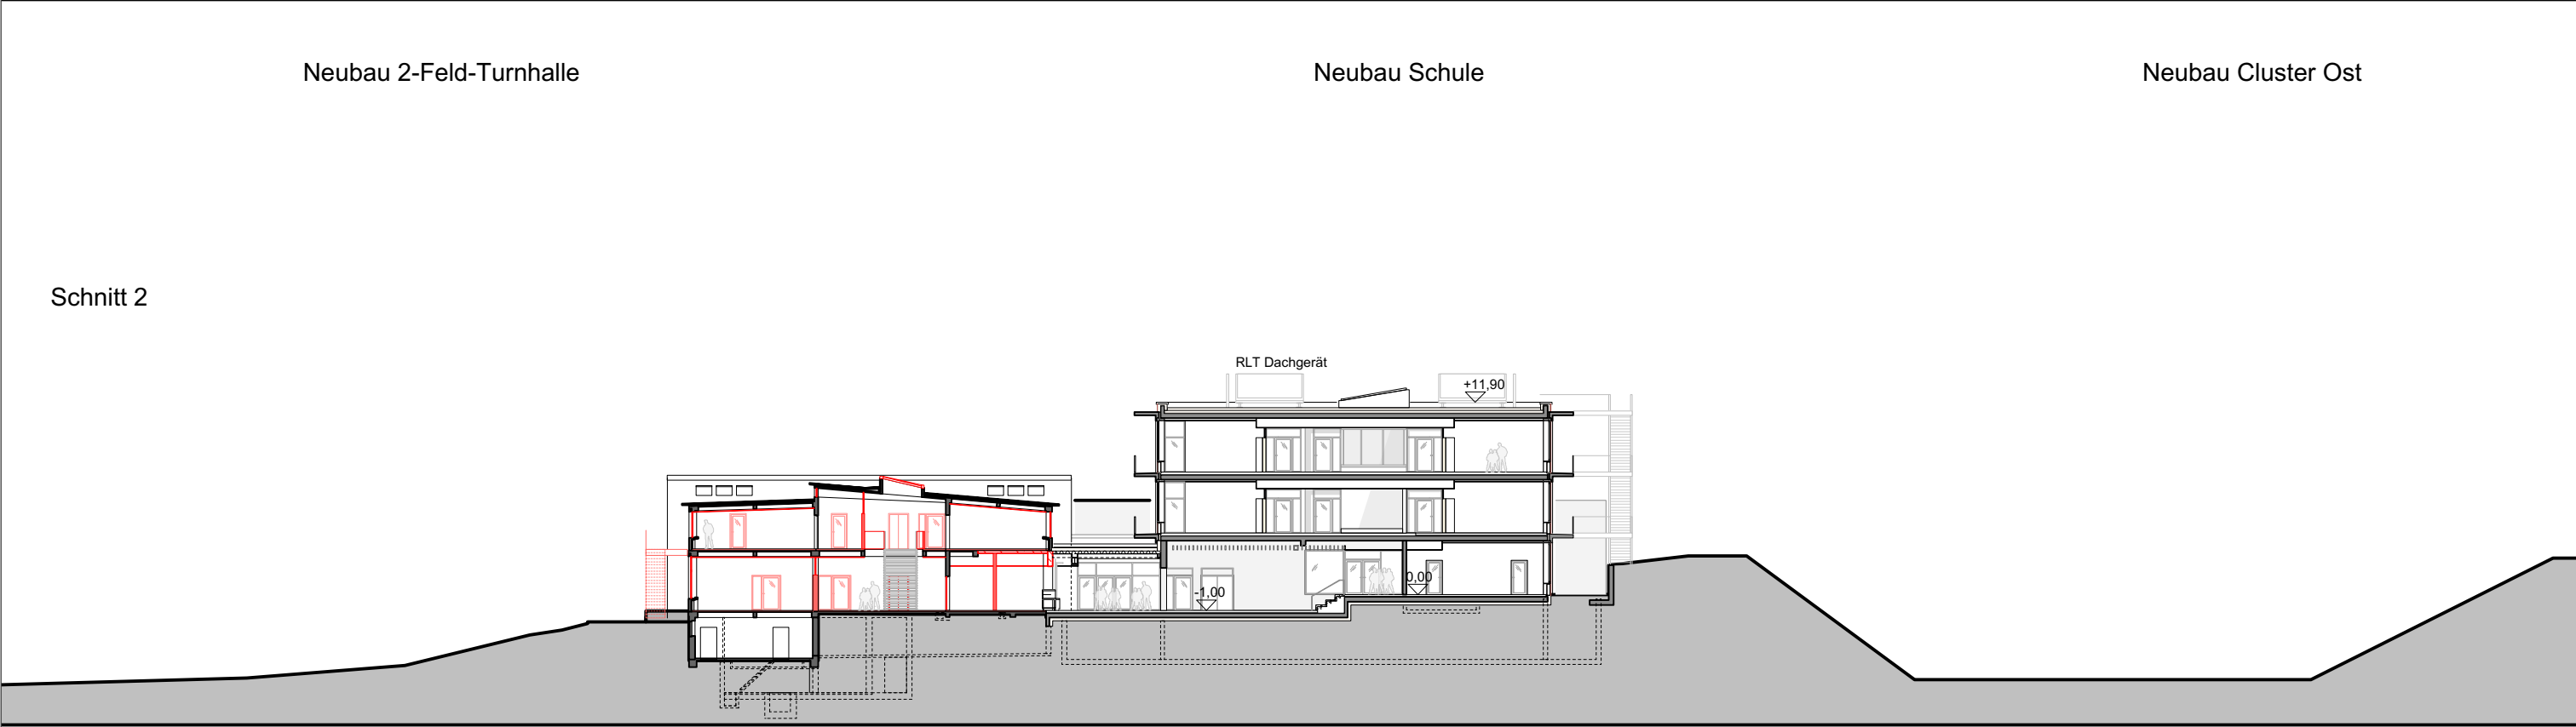 Neubau 2-Feld-Turnhalle
Neubau Schule
Neubau Cluster Ost
Schnitt 2
RLT Dachgerät
+11,90
0,00
-1,00